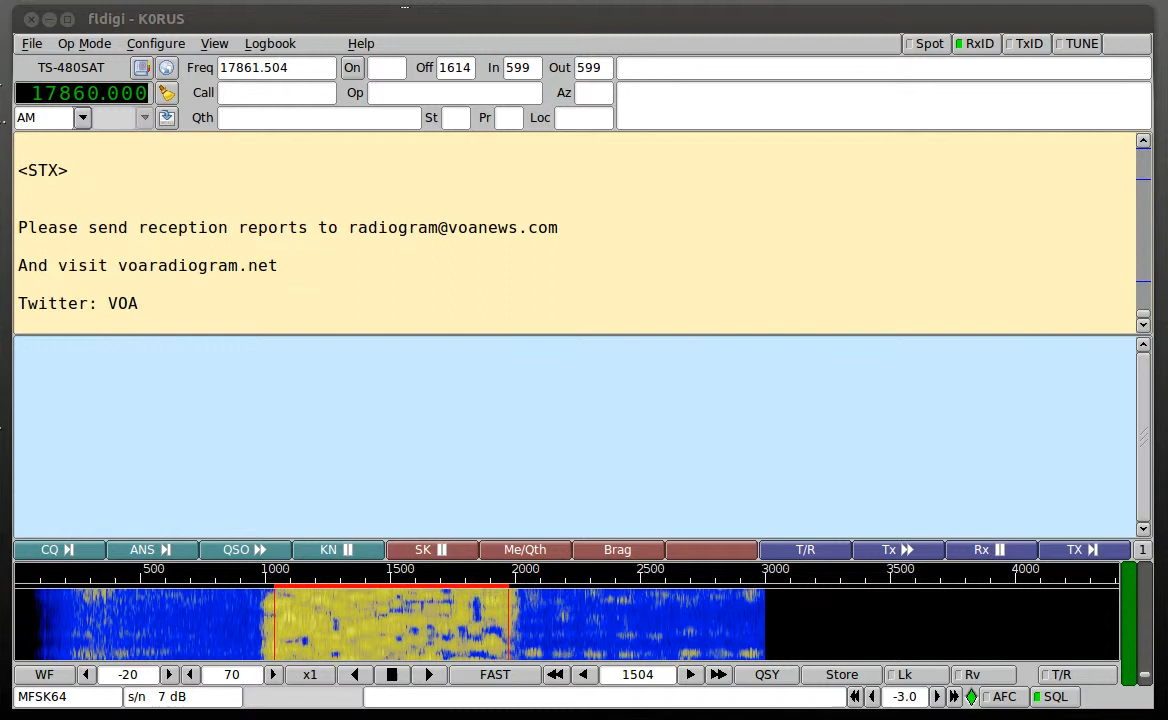 fldigi - K0RUS
File Op Mode Configure View Logbook Help Spot RxID TxID TUNE
TS-480SAT Freq 17861.504 On Off 1614 In 599 Out 599
17860.000 Call Op Az
AM Qth St Pr Loc
<STX>
Please send reception reports to radiogram@voanews.com
And visit voaradiogram.net
Twitter: VOA
CQ ANS QSO KN SK Me/Qth Brag T/R Tx Rx TX 1
500 1000 1500 2000 2500 3000 3500 4000
WF -20 70 x1 FAST 1504 QSY Store Lk Rv T/R
MFSK64 s/n 7 dB -3.0 AFC SQL